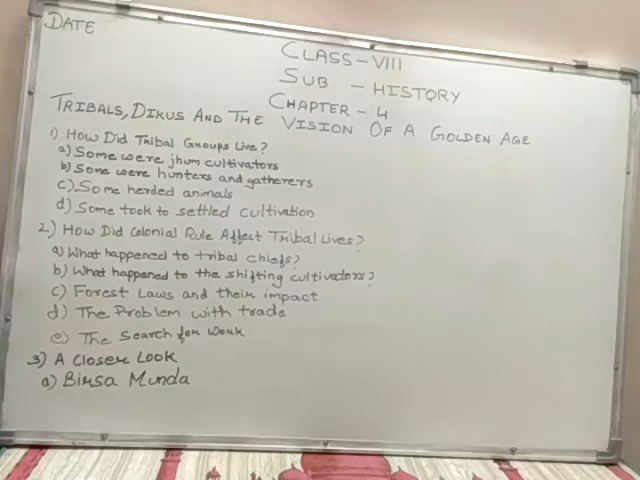 DATE
CLASS-VIII
SUB - HISTORY
CHAPTER - 4
TRIBALS, DIKUS AND THE VISION OF A GOLDEN AGE
1) HOW DID TRIBAL GROUPS LIVE?
a) Some were jhum cultivators
b) Some were hunters and gatherers
c) Some herded animals
d) Some took to settled cultivation
2) HOW DID COLONIAL RULE AFFECT TRIBAL LIVES?
a) What happened to tribal chiefs?
b) What happened to the shifting cultivators?
c) Forest Laws and their impact
d) The Problem with trade
e) The Search for Work
3) A CLOSER LOOK
a) Birsa Munda